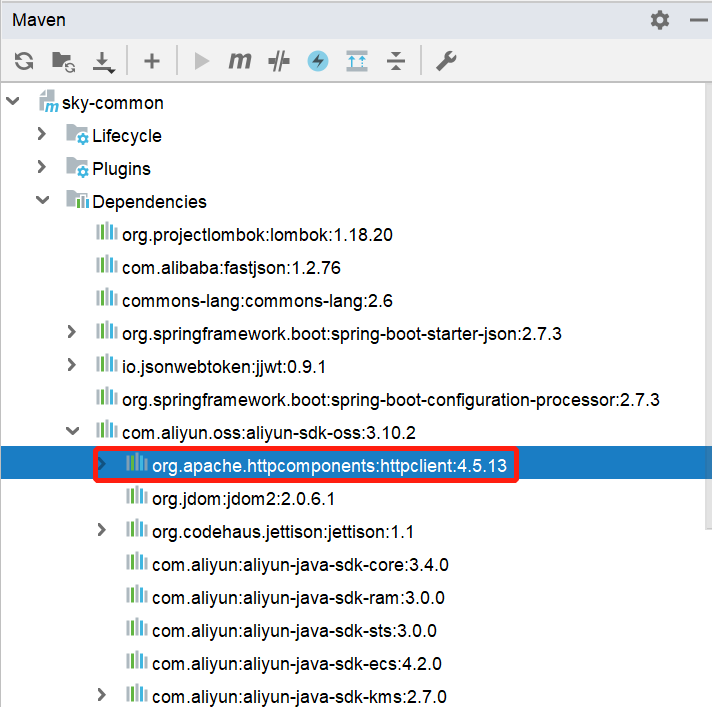 Maven
sky-common
Lifecycle
Plugins
Dependencies
org.projectlombok:lombok:1.18.20
com.alibaba:fastjson:1.2.76
commons-lang:commons-lang:2.6
org.springframework.boot:spring-boot-starter-json:2.7.3
io.jsonwebtoken:jjwt:0.9.1
org.springframework.boot:spring-boot-configuration-processor:2.7.3
com.aliyun.oss:aliyun-sdk-oss:3.10.2
org.apache.httpcomponents:httpclient:4.5.13
org.jdom:jdom2:2.0.6.1
org.codehaus.jettison:jettison:1.1
com.aliyun:aliyun-java-sdk-core:3.4.0
com.aliyun:aliyun-java-sdk-ram:3.0.0
com.aliyun:aliyun-java-sdk-sts:3.0.0
com.aliyun:aliyun-java-sdk-ecs:4.2.0
com.aliyun:aliyun-java-sdk-kms:2.7.0